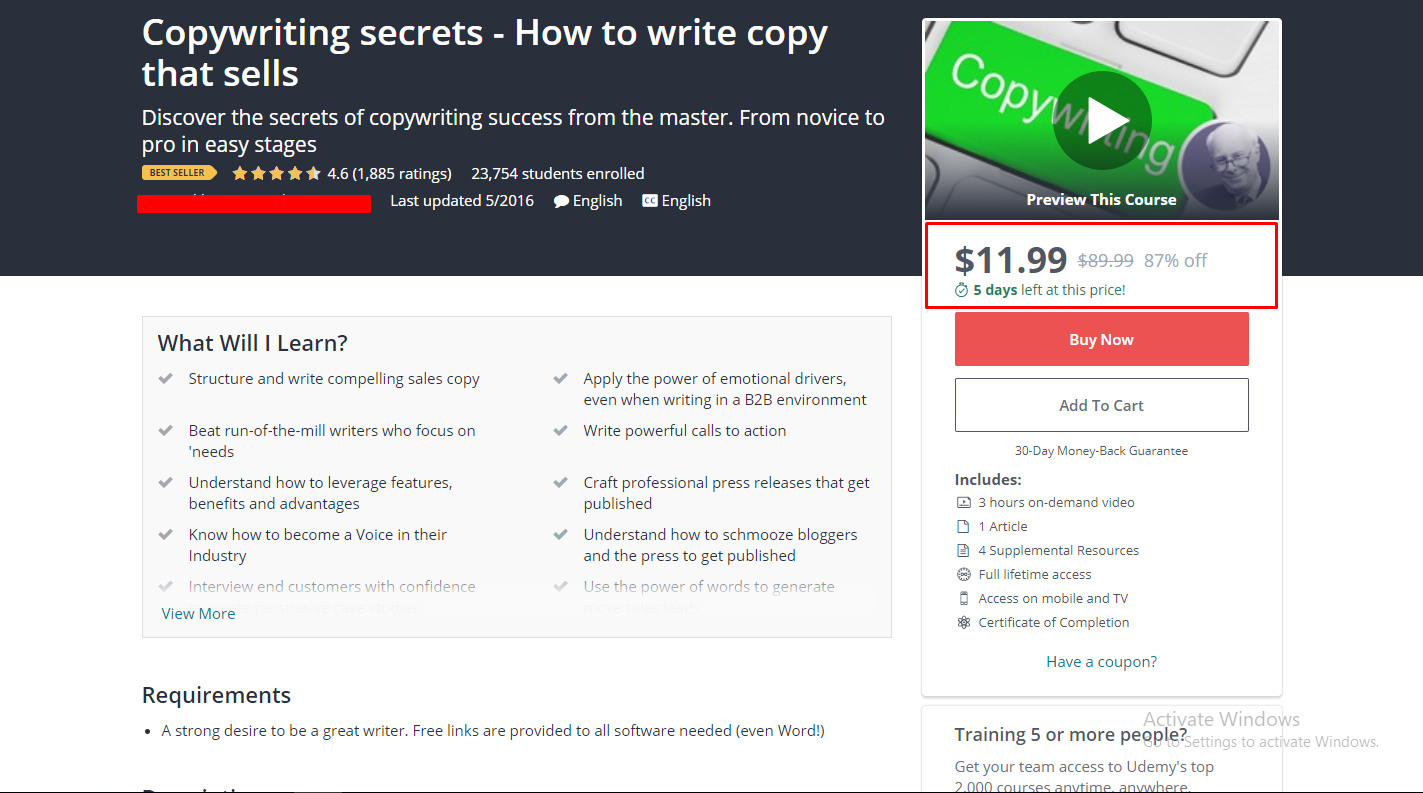 Copywriting secrets - How to write copy
that sells
Discover the secrets of copywriting success from the master. From novice to
pro in easy stages
BEST SELLER 4.6 (1,885 ratings) 23,754 students enrolled
Last updated 5/2016 English CC English
Copywriting
Preview This Course
$11.99 $89.99 87% off
5 days left at this price!
Buy Now
Add To Cart
30-Day Money-Back Guarantee
Includes:
3 hours on-demand video
1 Article
4 Supplemental Resources
Full lifetime access
Access on mobile and TV
Certificate of Completion
Have a coupon?
What Will I Learn?
Structure and write compelling sales copy
Beat run-of-the-mill writers who focus on
'needs
Understand how to leverage features,
benefits and advantages
Know how to become a Voice in their
Industry
Interview end customers with confidence
Apply the power of emotional drivers,
even when writing in a B2B environment
Write powerful calls to action
Craft professional press releases that get
published
Understand how to schmooze bloggers
and the press to get published
Use the power of words to generate
View More
Requirements
A strong desire to be a great writer. Free links are provided to all software needed (even Word!)
Training 5 or more people?
Get your team access to Udemy's top
2,000 courses anytime, anywhere.
Activate Windows
Go to Settings to activate Windows.